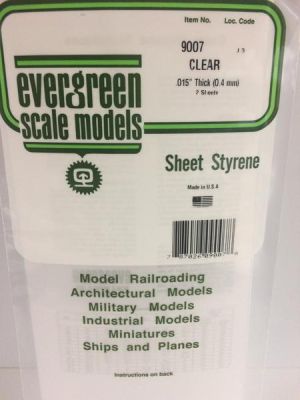 Item No. Loc. Code
9007
CLEAR
.015" Thick (0.4 mm)
2 Sheets
evergreen
scale models
Sheet Styrene
Made in U.S.A
Model Railroading
Architectural Models
Military Models
Industrial Models
Miniatures
Ships and Planes
Instructions on back